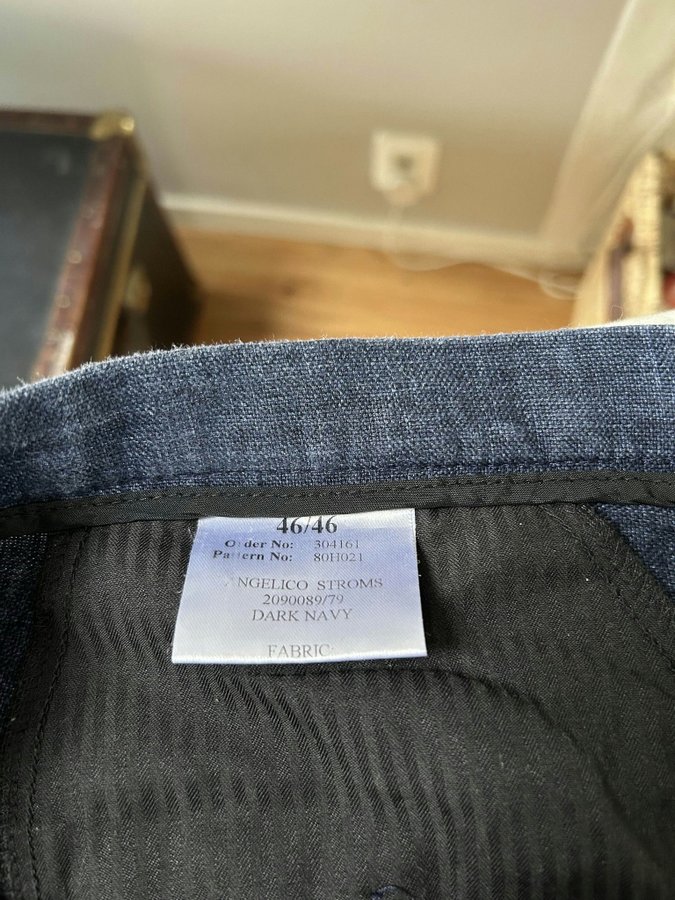 46/46
Order No: 304161
Pattern No: 80H021
ANGELICO STROMS
2090089/79
DARK NAVY
FABRIC: